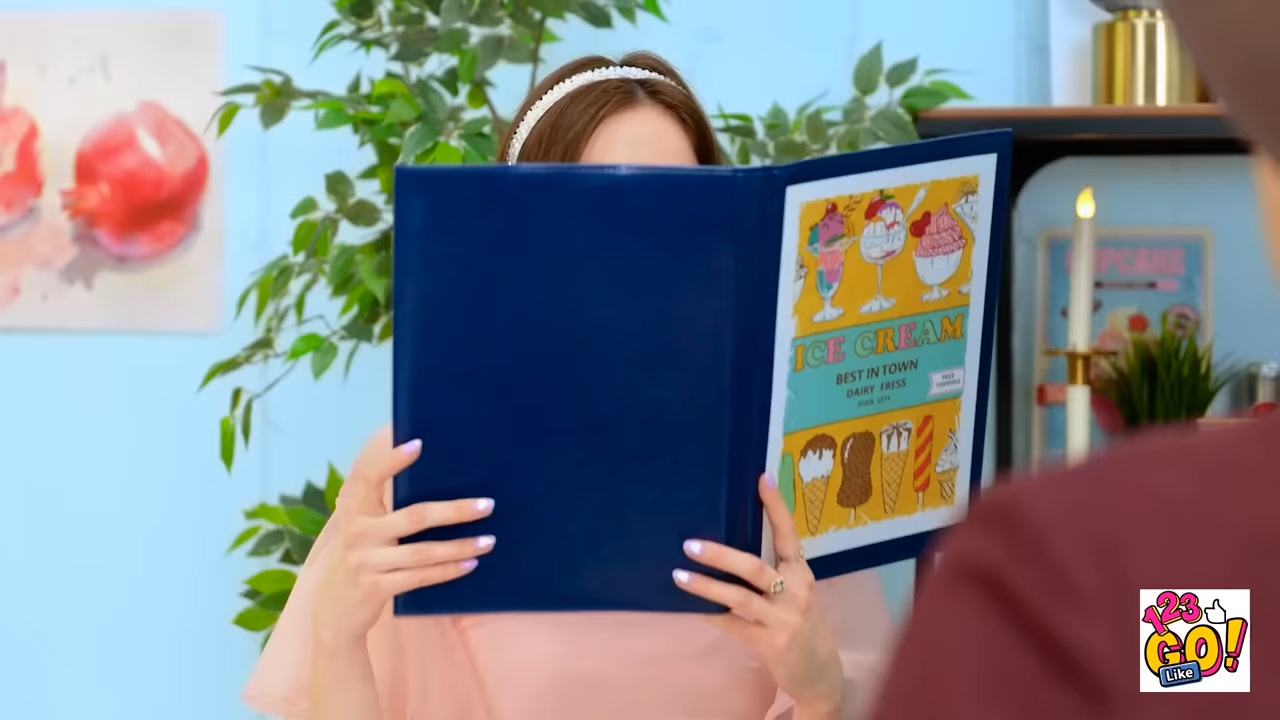 ICE CREAM
BEST IN TOWN
DAIRY FRESS
SINCE 1971
FREE
TOPPING
CUPCAKE
123
GO!
Like